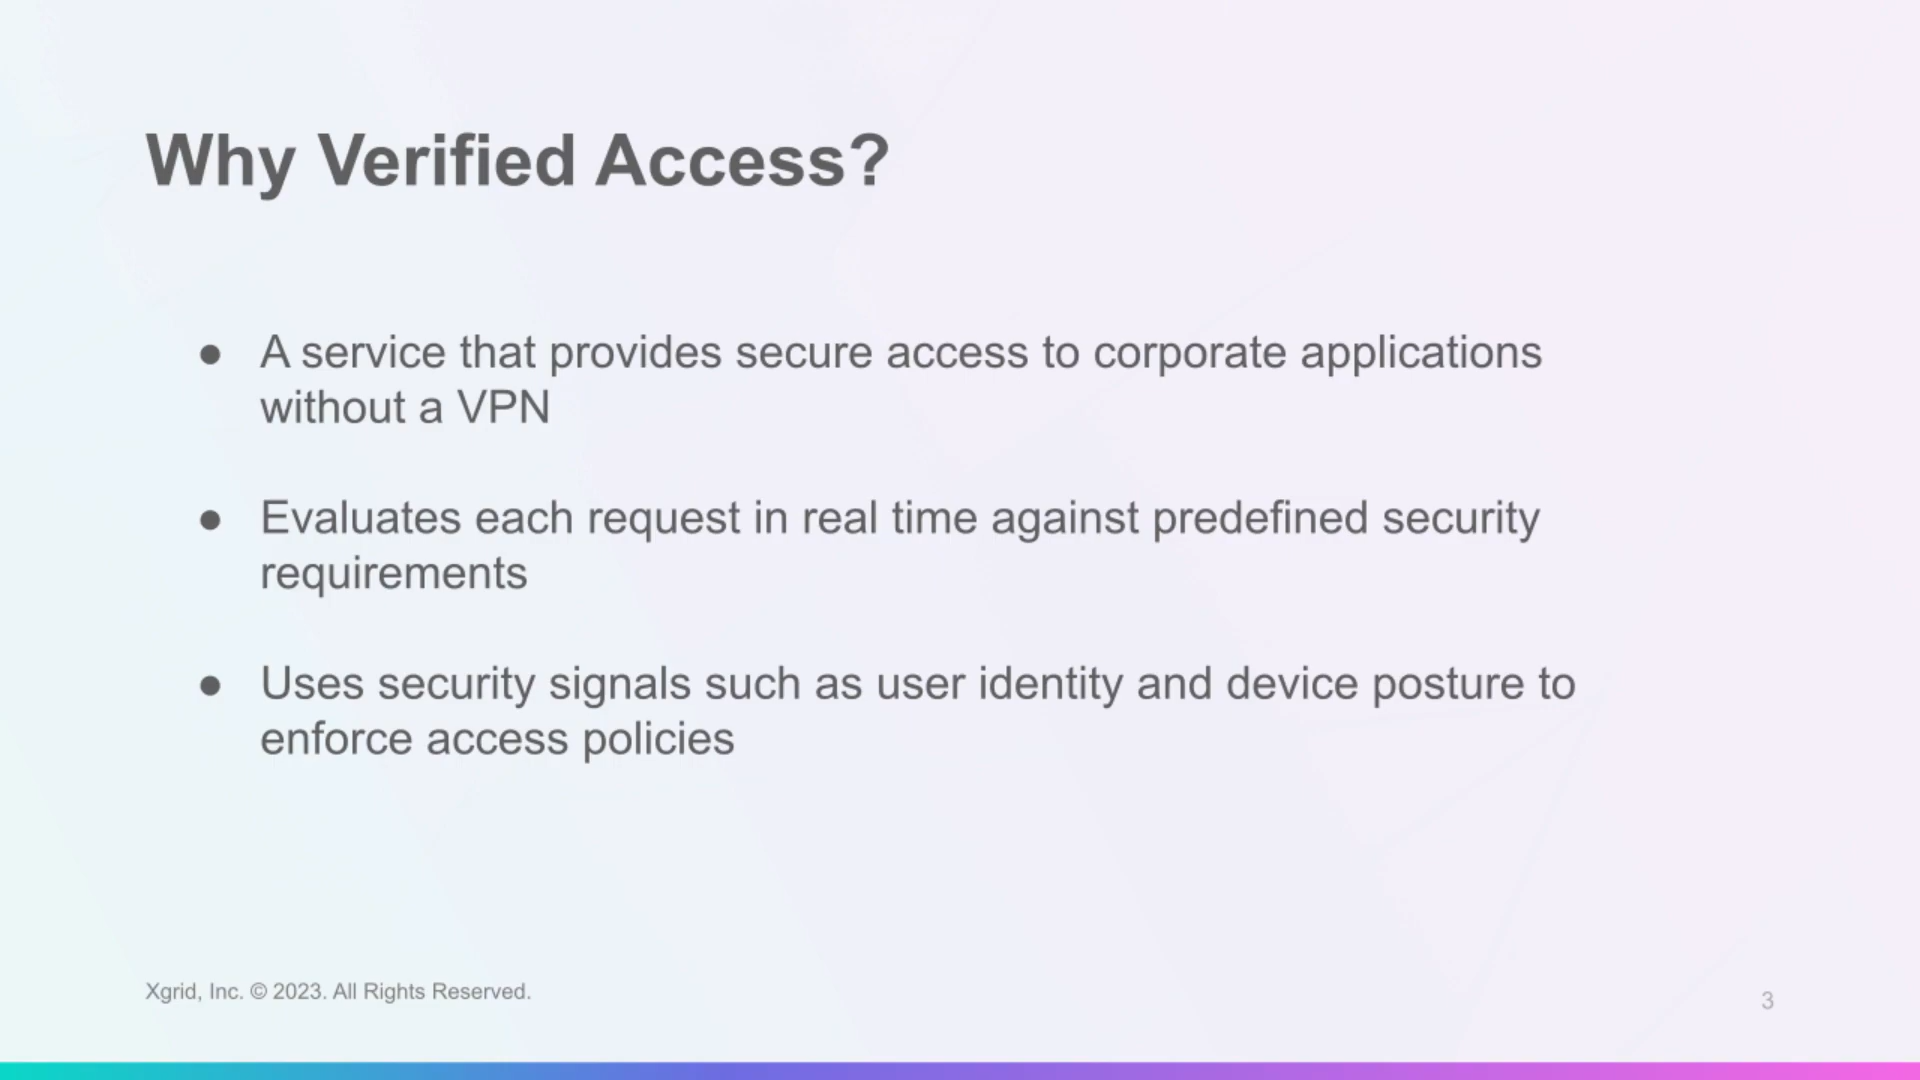 Why Verified Access?
● A service that provides secure access to corporate applications
without a VPN
● Evaluates each request in real time against predefined security
requirements
● Uses security signals such as user identity and device posture to
enforce access policies
Xgrid, Inc. © 2023. All Rights Reserved.
3